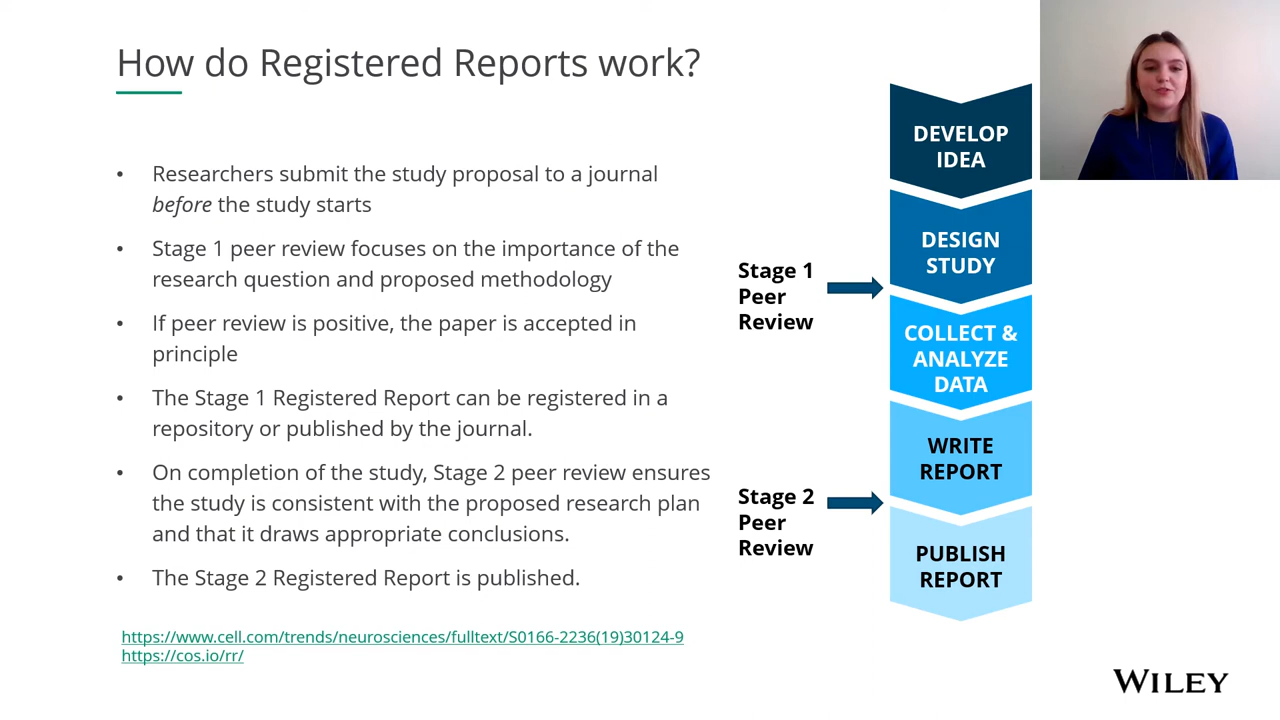 How do Registered Reports work?
• Researchers submit the study proposal to a journal
before the study starts
• Stage 1 peer review focuses on the importance of the
research question and proposed methodology
• If peer review is positive, the paper is accepted in
principle
• The Stage 1 Registered Report can be registered in a
repository or published by the journal.
• On completion of the study, Stage 2 peer review ensures
the study is consistent with the proposed research plan
and that it draws appropriate conclusions.
• The Stage 2 Registered Report is published.
https://www.cell.com/trends/neurosciences/fulltext/S0166-2236(19)30124-9
https://cos.io/rr/
DEVELOP
IDEA
DESIGN
STUDY
Stage 1
Peer
Review
COLLECT &
ANALYZE
DATA
WRITE
REPORT
Stage 2
Peer
Review
PUBLISH
REPORT
WILEY